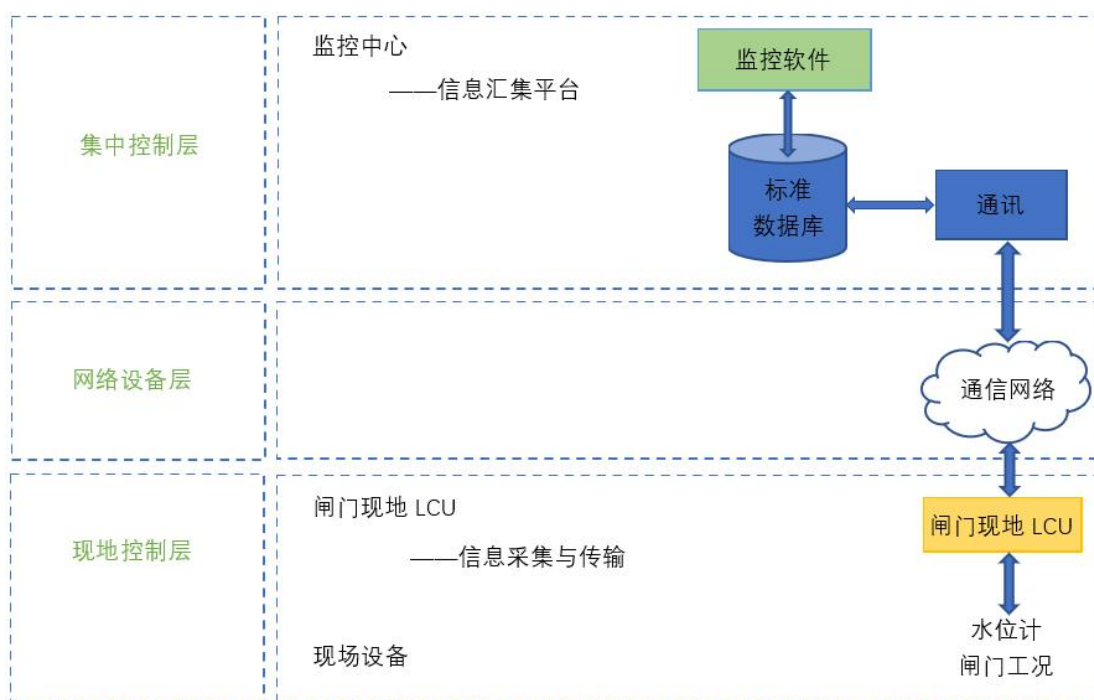 监控中心
——信息汇集平台
监控软件
集中控制层
标准
数据库
通讯
网络设备层
通信网络
现地控制层
闸门现地 LCU
——信息采集与传输
闸门现地 LCU
现场设备
水位计
闸门工况